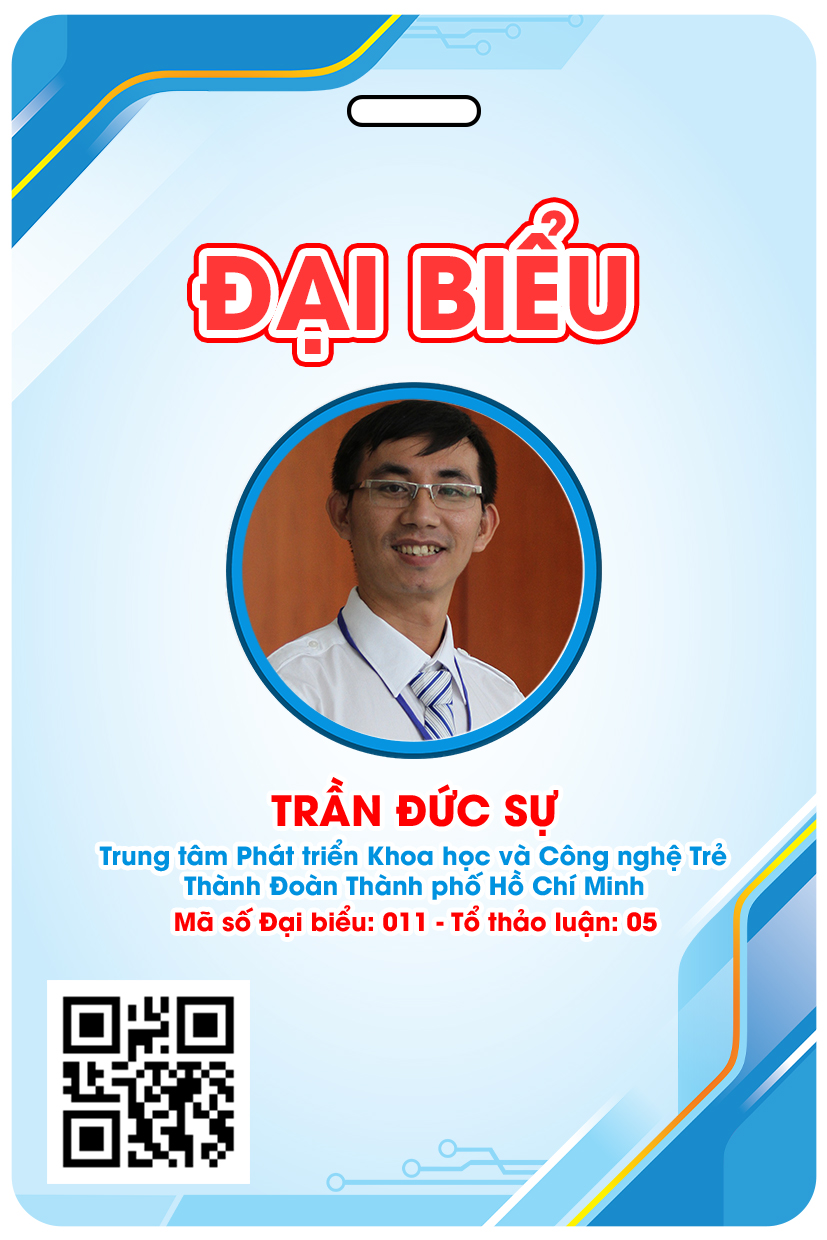 ĐẠI BIỂU
TRẦN ĐỨC SỰ
Trung tâm Phát triển Khoa học và Công nghệ Trẻ
Thành Đoàn Thành phố Hồ Chí Minh
Mã số Đại biểu: 011 - Tổ thảo luận: 05